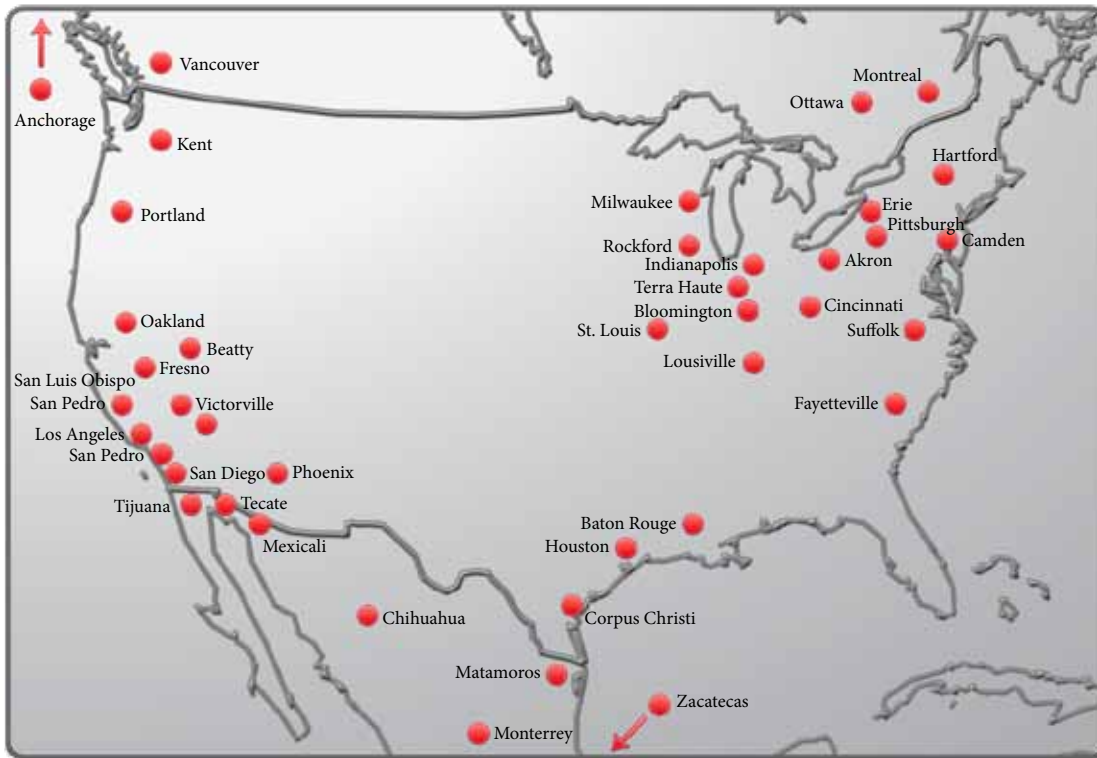 Vancouver
Montreal
Ottawa
Anchorage
Kent
Hartford
Milwaukee
Erie
Portland
Pittsburgh
Camden
Rockford
Akron
Indianapolis
Terra Haute
Cincinnati
Bloomington
Oakland
St. Louis
Suffolk
Beatty
Lousiville
Fresno
San Luis Obispo
San Pedro
Victorville
Fayetteville
Los Angeles
San Pedro
San Diego
Phoenix
Tijuana
Tecate
Baton Rouge
Mexicali
Houston
Chihuahua
Corpus Christi
Matamoros
Zacatecas
Monterrey